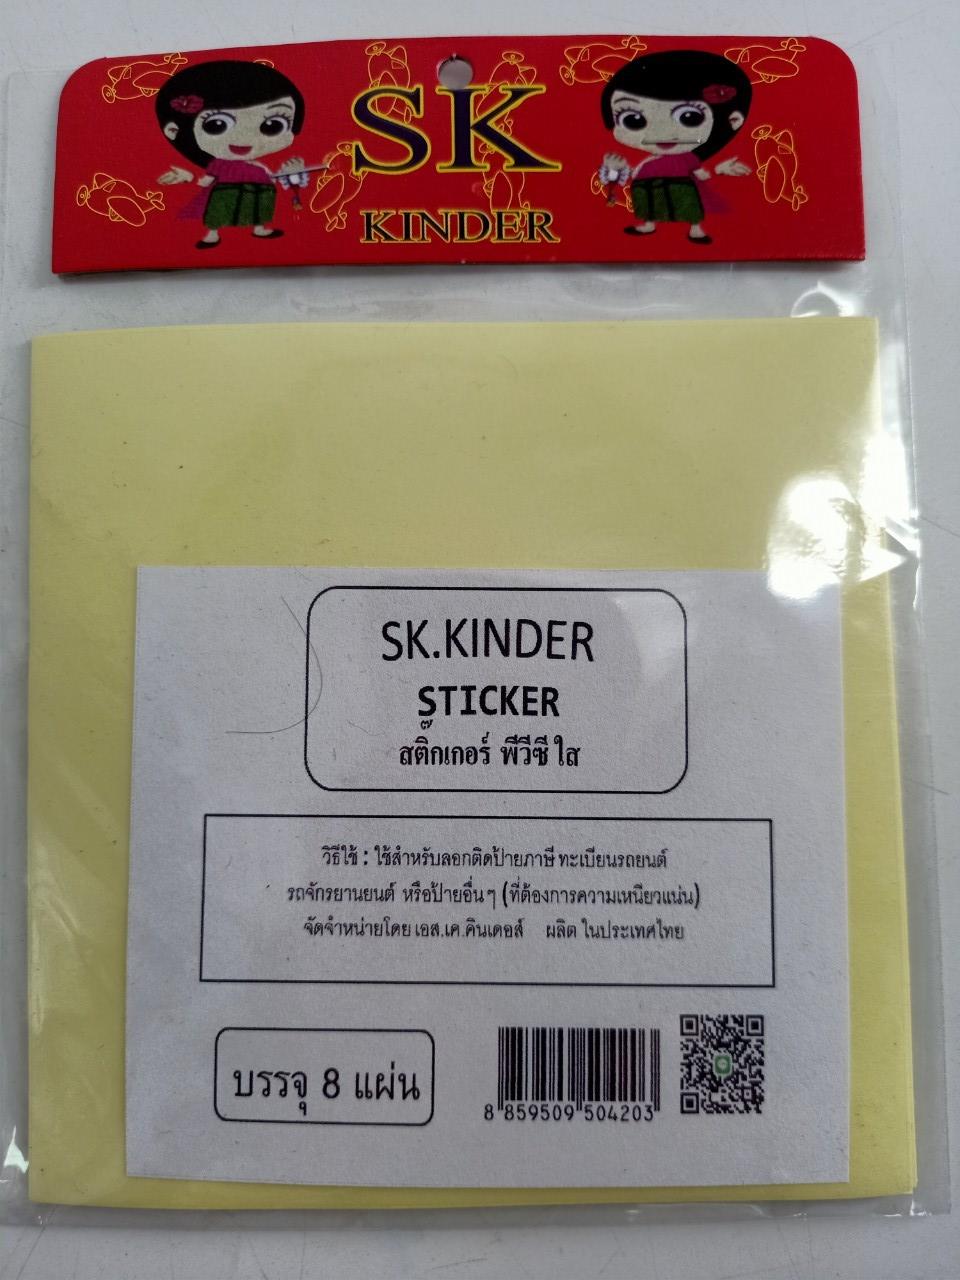 SK
KINDER
SK.KINDER
STICKER
สติ๊กเกอร์ พีวีซี ใส
วิธีใช้ : ใช้สำหรับลอกติดป้ายภาษี ทะเบียนรถยนต์
รถจักรยานยนต์ หรือป้ายอื่น ๆ (ที่ต้องการความเหนียวแน่น)
จัดจำหน่ายโดย เอส.เค.คินเดอส์ ผลิต ในประเทศไทย
บรรจุ 8 แผ่น
8 859509 504203